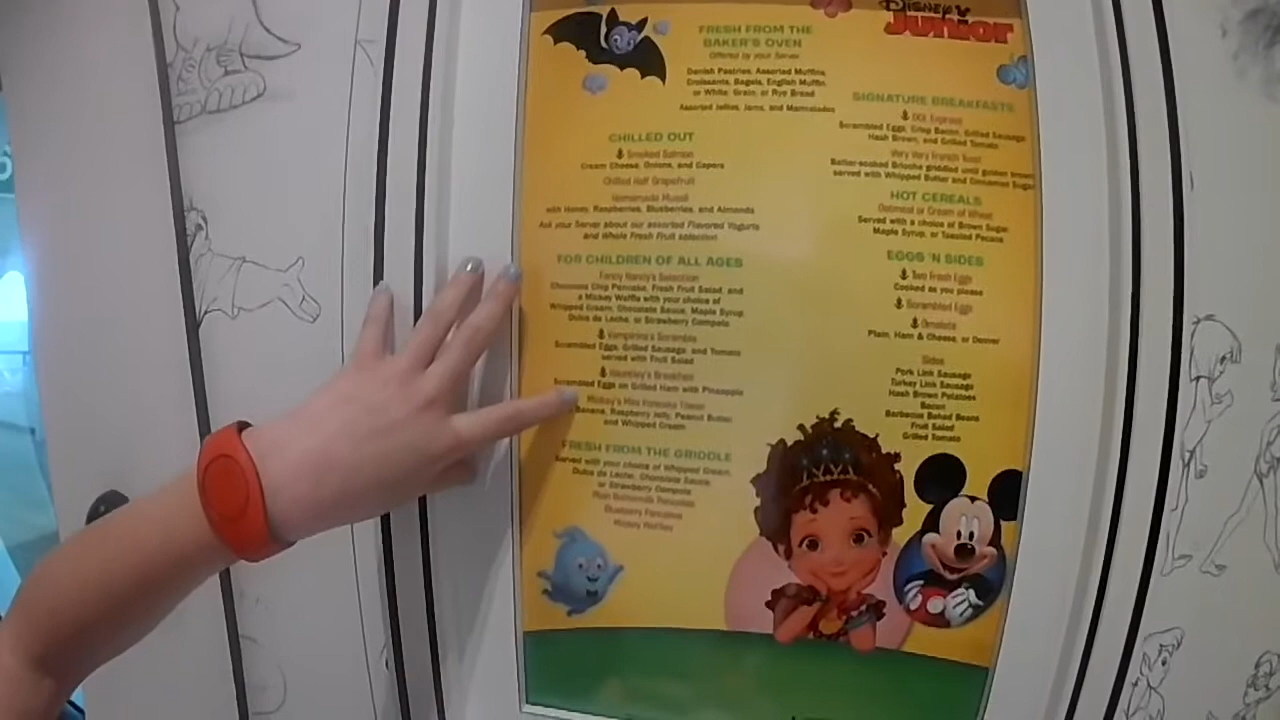 Disney
Junior
FRESH FROM THE
BAKER'S OVEN
Offered by your Server
Danish Pastries, Assorted Muffins,
Croissants, Bagels, English Muffin,
or White, Grain, or Rye Bread
Assorted Jellies, Jams, and Marmalades
CHILLED OUT
Smoked Salmon
Cream Cheese, Onions, and Capers
Chilled Half Grapefruit
Homemade Muesli
with Honey, Raspberries, Blueberries, and Almonds
Ask your Server about our assorted Flavored Yogurts
and Whole Fresh Fruit selection
FOR CHILDREN OF ALL AGES
Fancy Nancy's Selection
Chocolate Chip Pancake, Fresh Fruit Salad, and
a Mickey Waffle with your choice of
Whipped Cream, Chocolate Sauce, Maple Syrup,
Dulce de Leche, or Strawberry Compote
Vampirina's Scramble
Scrambled Eggs, Grilled Sausage, and Tomato
served with Fruit Salad
Breakfast
Scrambled Eggs on Grilled Ham with Pineapple
Mickey's Mini Pancake Tower
Banana, Raspberry Jelly, Peanut Butter,
and Whipped Cream
FRESH FROM THE GRIDDLE
Served with your choice of Whipped Cream,
Dulce de Leche, Chocolate Sauce,
or Strawberry Compote
Plain Buttermilk Pancakes
Blueberry Pancakes
Mickey Waffles
SIGNATURE BREAKFASTS
Express
Scrambled Eggs, Crisp Bacon, Grilled Sausage,
Hash Brown, and Grilled Tomato
Very Very French Toast
Batter-soaked Brioche griddled until golden brown
served with Whipped Butter and Cinnamon Sugar
HOT CEREALS
Oatmeal or Cream of Wheat
Served with a choice of Brown Sugar,
Maple Syrup, or Toasted Pecans
EGGS 'N SIDES
Two Fresh Eggs
Cooked as you please
Scrambled Eggs
Omelets
Plain, Ham & Cheese, or Denver
Sides
Pork Link Sausage
Turkey Link Sausage
Hash Brown Potatoes
Bacon
Barbecue Baked Beans
Fruit Salad
Grilled Tomato